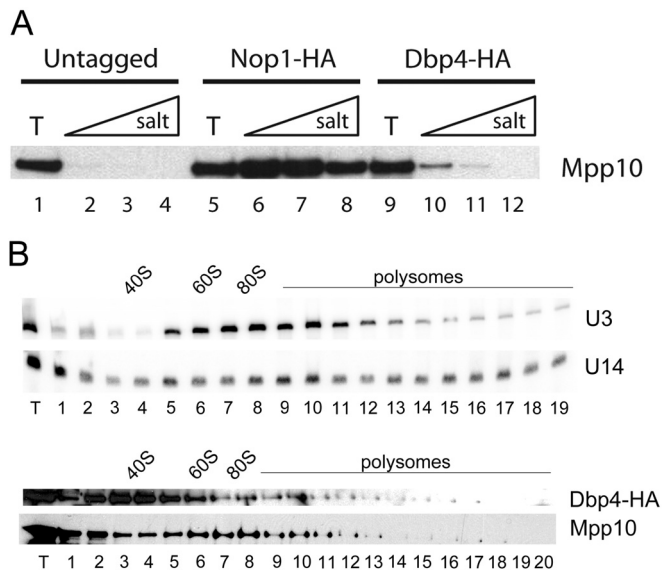 A
Untagged Nop1-HA Dbp4-HA
T salt T salt T salt
Mpp10
1 2 3 4 5 6 7 8 9 10 11 12
B
40S 60S 80S polysomes
U3
U14
T 1 2 3 4 5 6 7 8 9 10 11 12 13 14 15 16 17 18 19
40S 60S 80S polysomes
Dbp4-HA
Mpp10
T 1 2 3 4 5 6 7 8 9 10 11 12 13 14 15 16 17 18 19 20